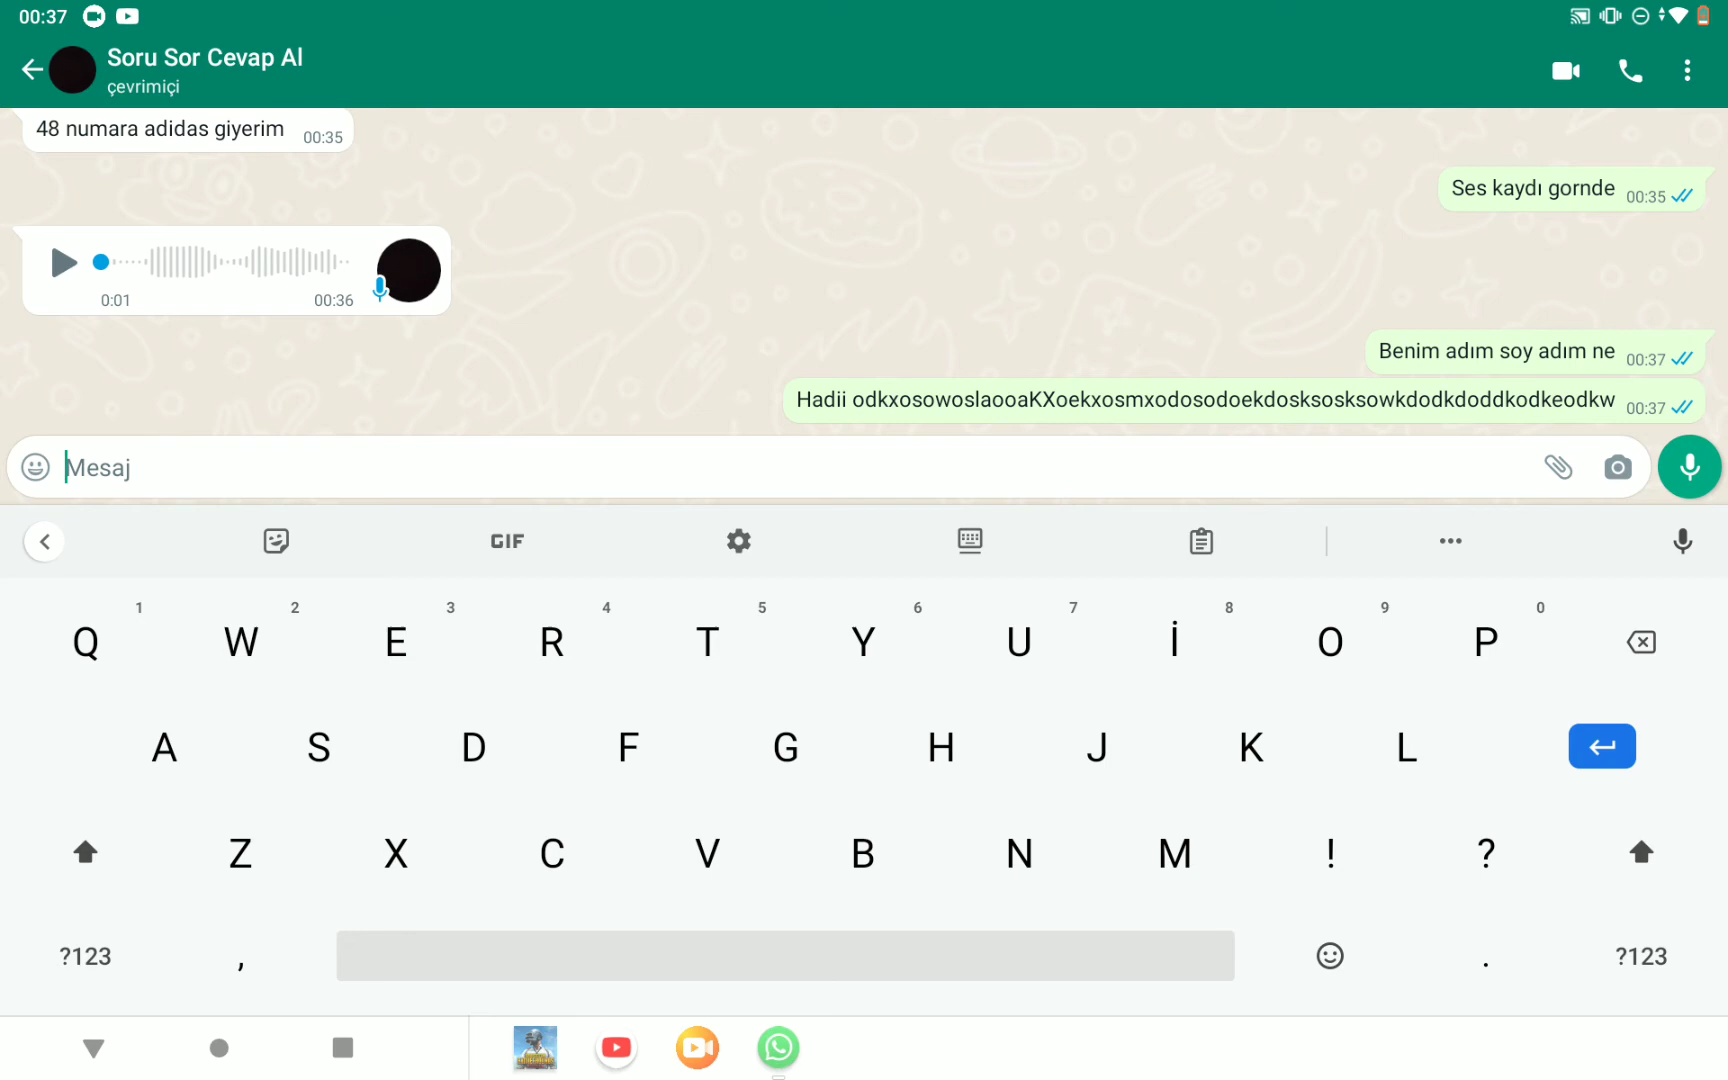 00:37
Soru Sor Cevap Al
çevrimiçi
48 numara adidas giyerim 00:35
Ses kaydı gornde 00:35
0:01 00:36
Benim adım soy adım ne 00:37
Hadii odkxosowoslaooaKXoekxosmxodosodoekdosksosksowkdodkdoddkodkeodkw 00:37
Mesaj
GIF
1 2 3 4 5 6 7 8 9 0
Q W E R T Y U İ O P
A S D F G H J K L
Z X C V B N M ! ?
?123 , . ?123